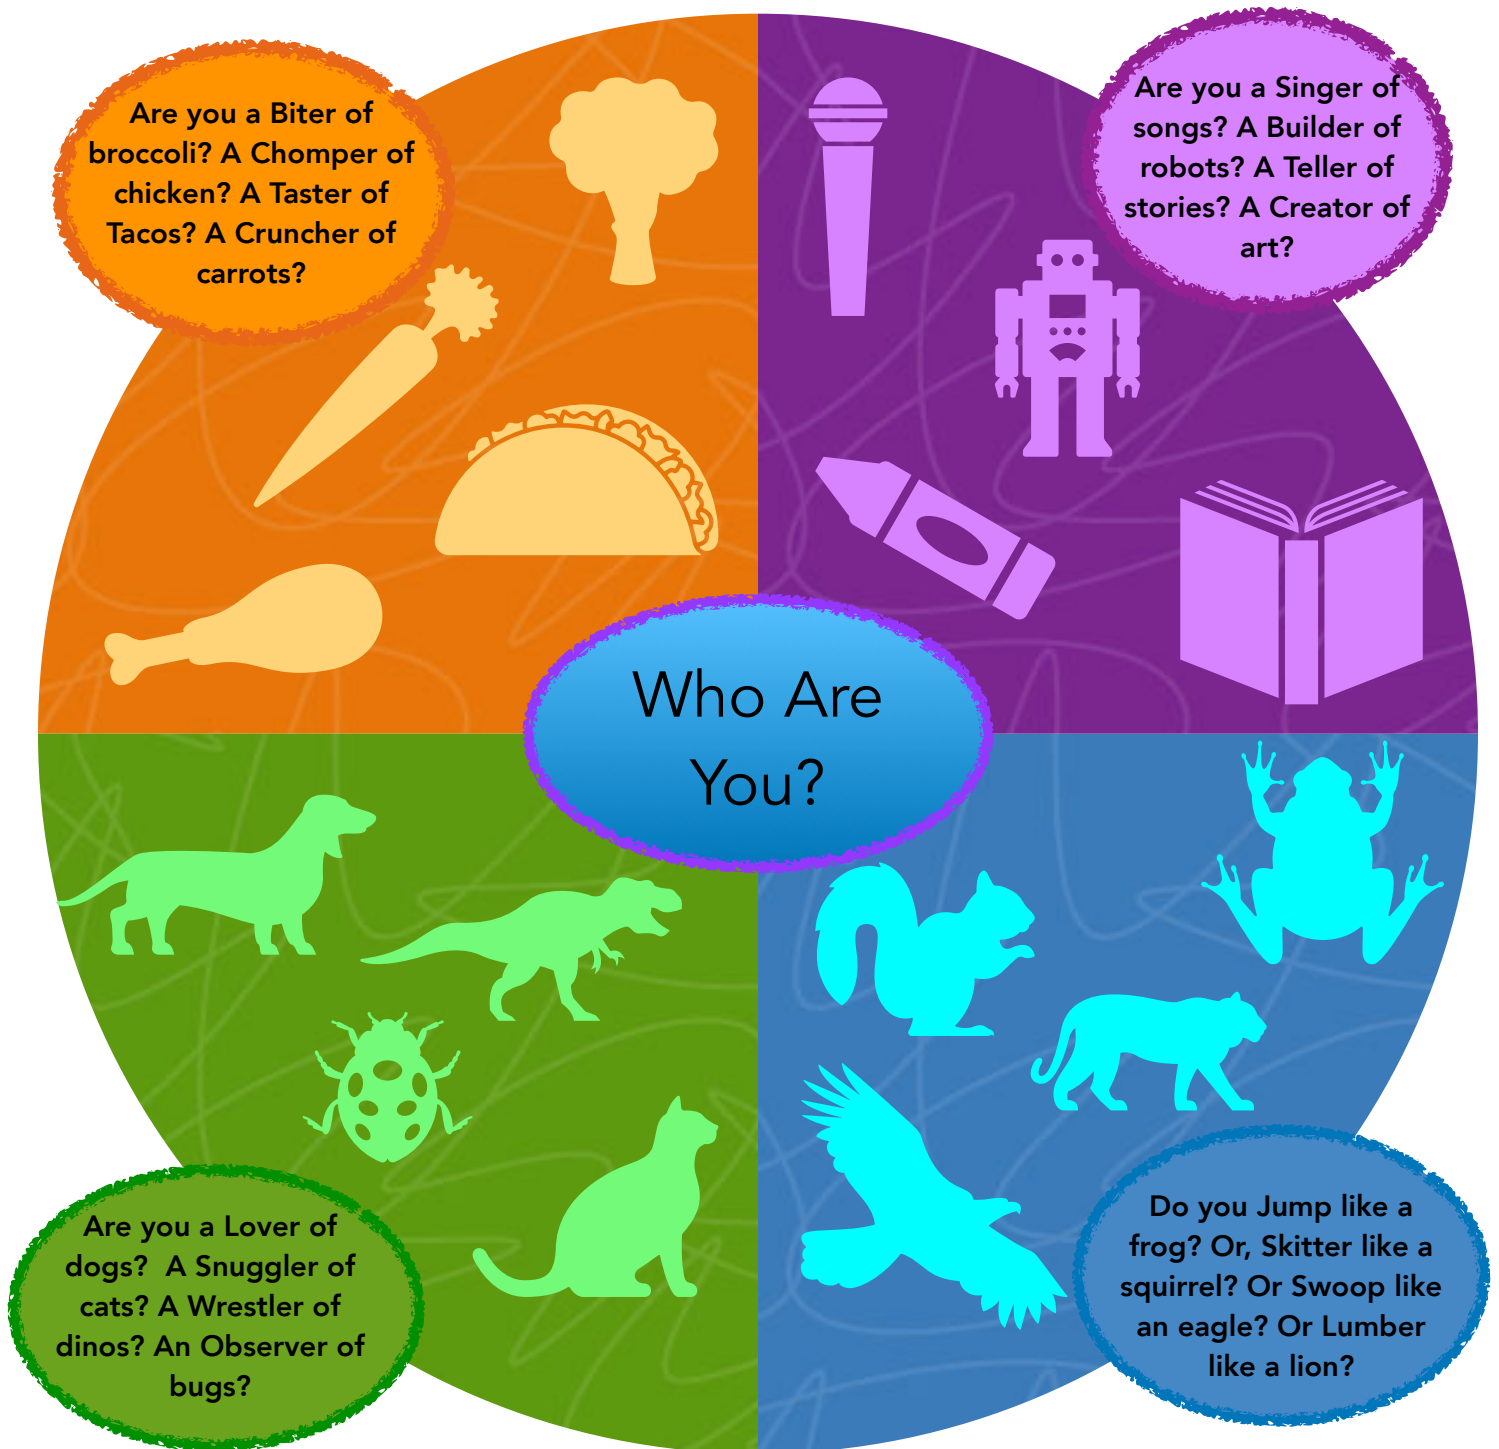 Are you a Biter of
broccoli? A Chomper of
chicken? A Taster of
Tacos? A Cruncher of
carrots?
Are you a Singer of
songs? A Builder of
robots? A Teller of
stories? A Creator of
art?
Who Are
You?
Are you a Lover of
dogs?  A Snuggler of
cats? A Wrestler of
dinos? An Observer of
bugs?
Do you Jump like a
frog? Or, Skitter like a
squirrel? Or Swoop like
an eagle? Or Lumber
like a lion?